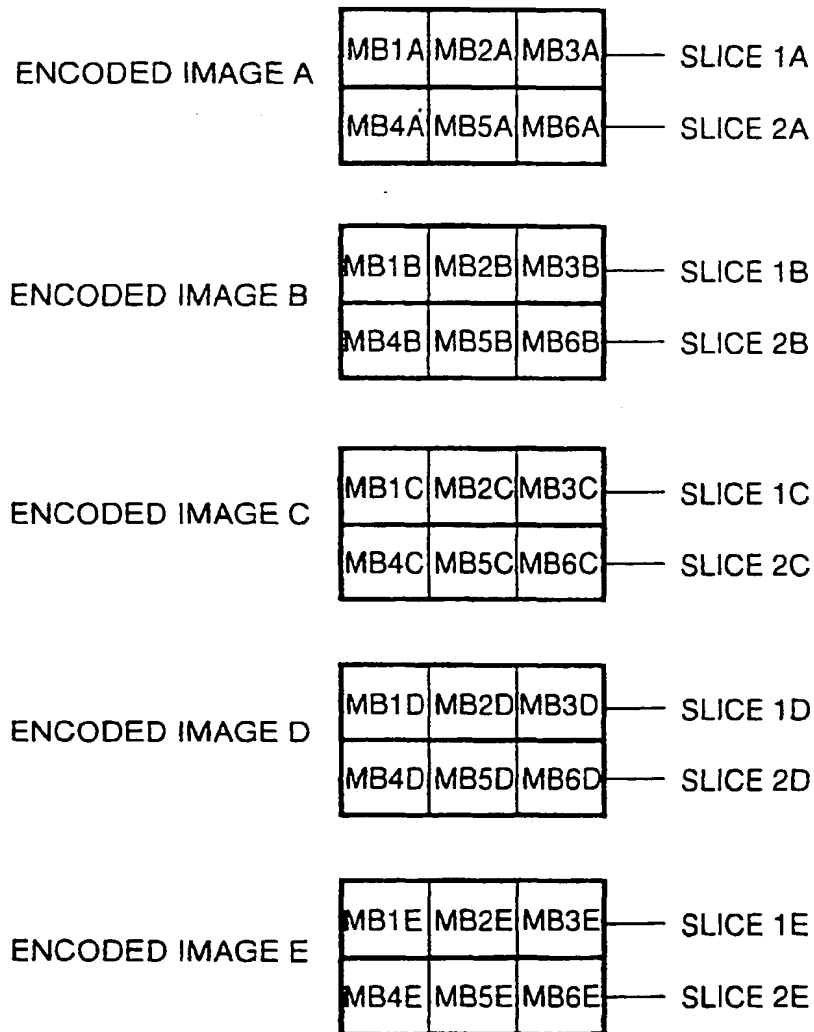 MB1A MB2A MB3A SLICE 1A
ENCODED IMAGE A
MB4A MB5A MB6A SLICE 2A
MB1B MB2B MB3B SLICE 1B
ENCODED IMAGE B
MB4B MB5B MB6B SLICE 2B
MB1C MB2C MB3C SLICE 1C
ENCODED IMAGE C
MB4C MB5C MB6C SLICE 2C
MB1D MB2D MB3D SLICE 1D
ENCODED IMAGE D
MB4D MB5D MB6D SLICE 2D
MB1E MB2E MB3E SLICE 1E
ENCODED IMAGE E
MB4E MB5E MB6E SLICE 2E